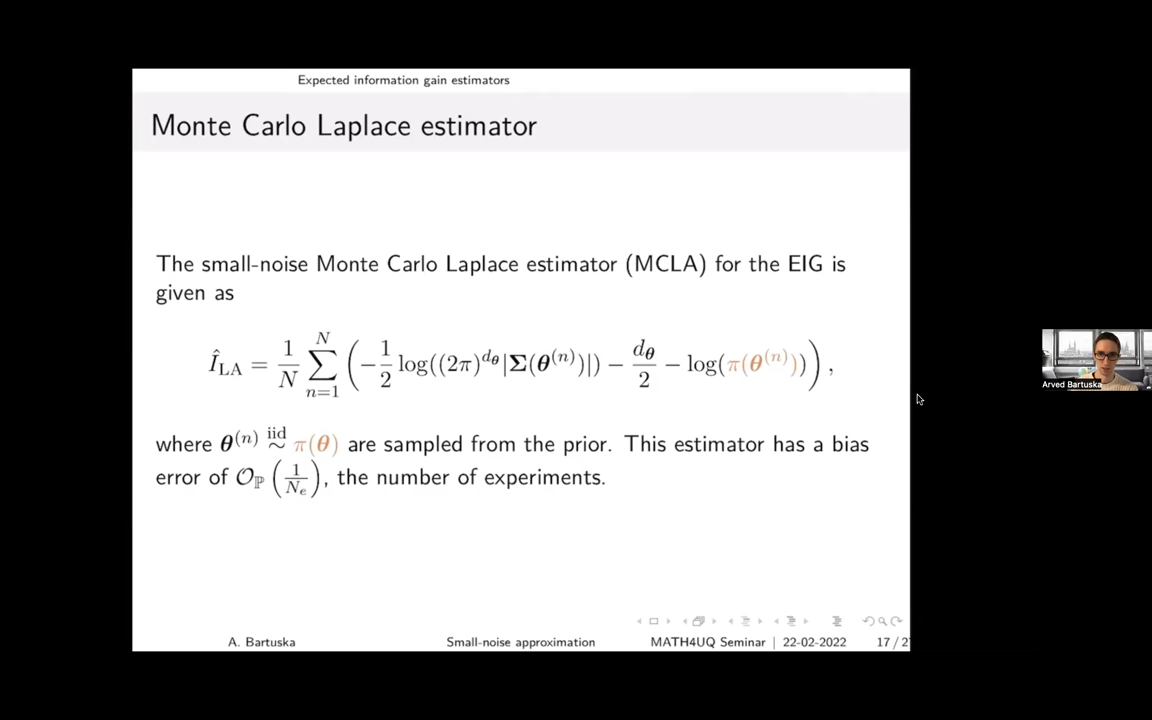 Expected information gain estimators
Monte Carlo Laplace estimator
The small-noise Monte Carlo Laplace estimator (MCLA) for the EIG is
given as
Î_LA = 1/N ∑_{n=1}^{N} ( −1/2 log((2π)^{d_θ}|Σ(θ^{(n)})|) − d_θ/2 − log(π(θ^{(n)})) ) ,
where θ^{(n)} iid∼ π(θ) are sampled from the prior. This estimator has a bias
error of O_ℙ (1/N_e), the number of experiments.
A. Bartuska Small-noise approximation MATH4UQ Seminar | 22-02-2022 17 / 2
Arved Bartuska